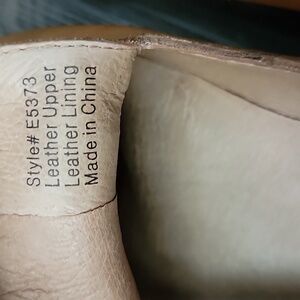 Style# E5373
Leather Upper
Leather Lining
Made in China